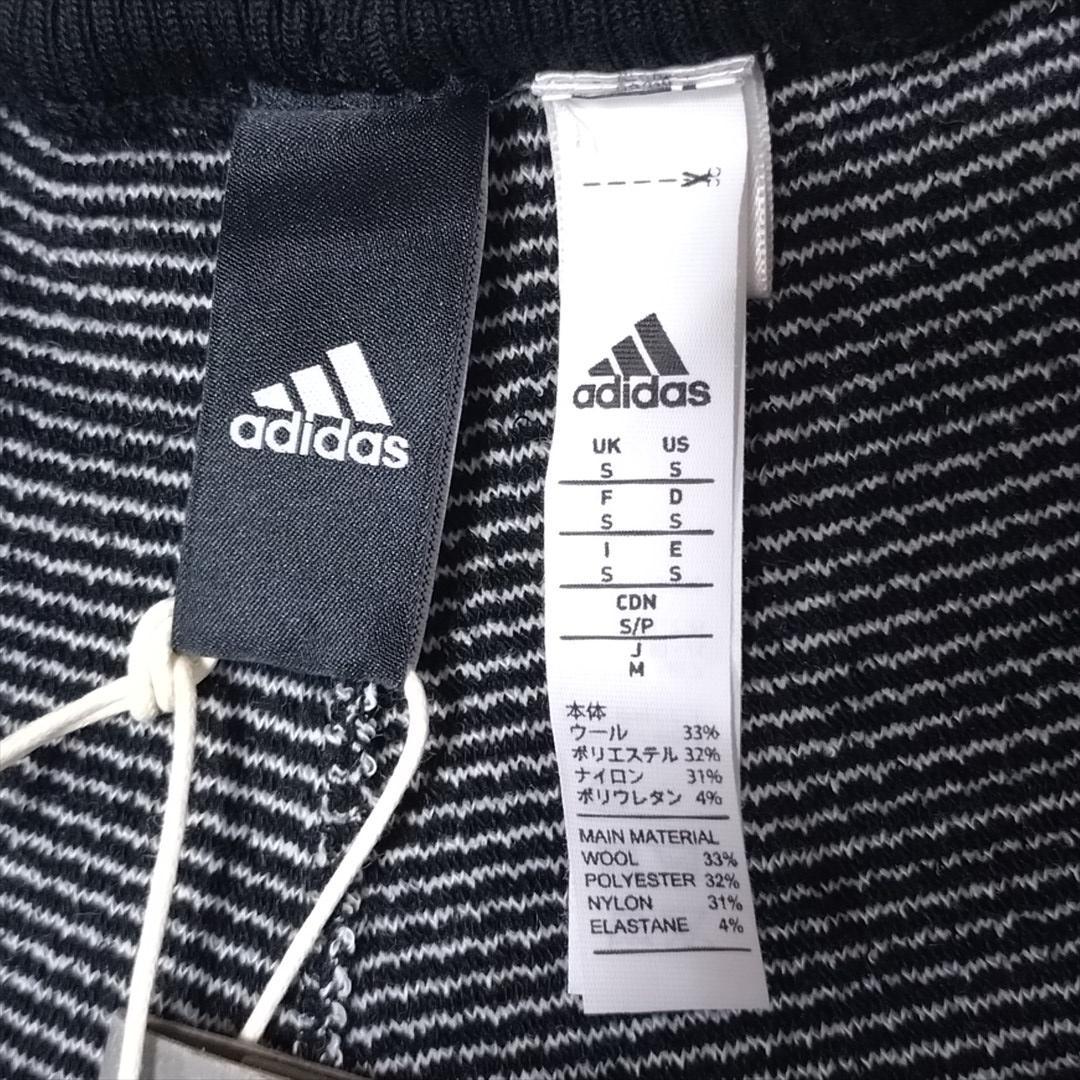 adidas
adidas
UK US
S S
F D
S S
I E
S S
CDN
S/P
J
M
本体
ウール 33%
ポリエステル 32%
ナイロン 31%
ポリウレタン 4%
MAIN MATERIAL
WOOL 33%
POLYESTER 32%
NYLON 31%
ELASTANE 4%